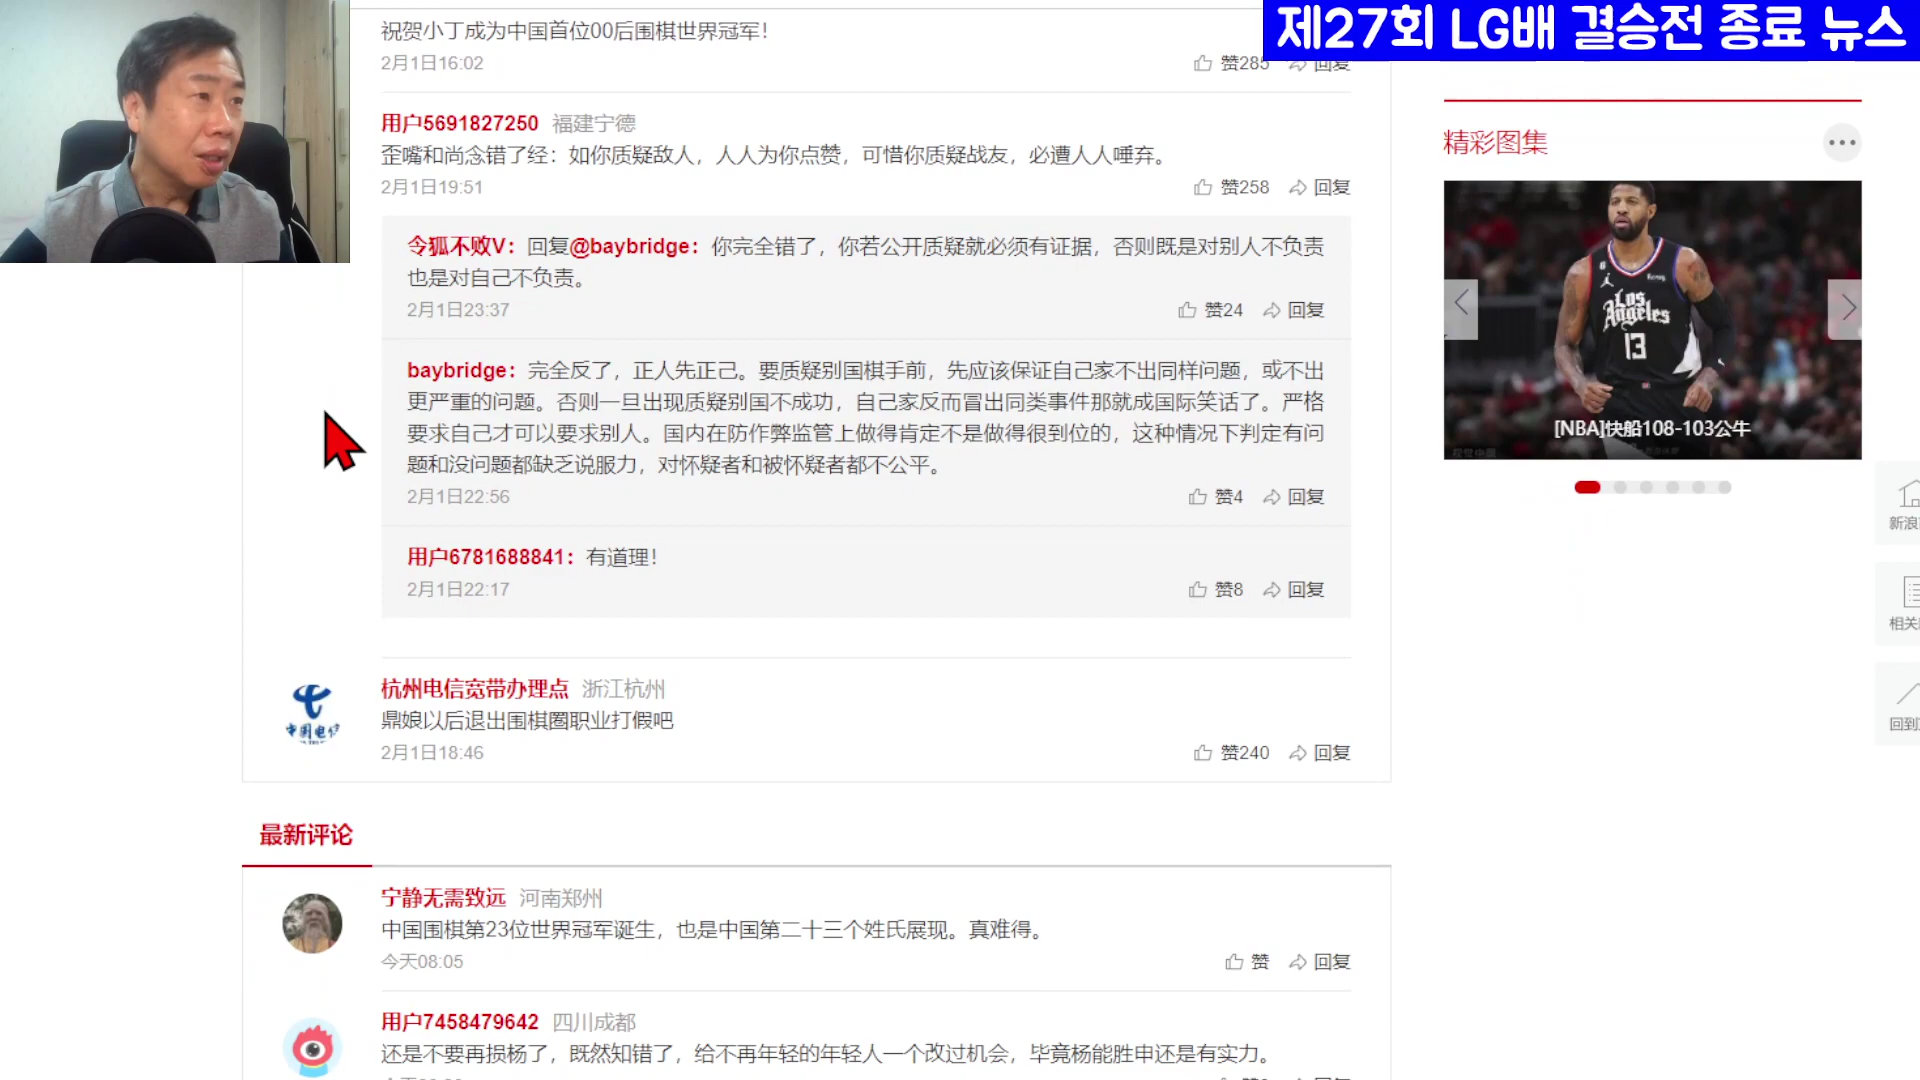 제27회 LG배 결승전 종료 뉴스
祝贺小丁成为中国首位00后围棋世界冠军!
2月1日16:02
赞285 回复
用户5691827250 福建宁德
歪嘴和尚念错了经：如你质疑敌人，人人为你点赞，可惜你质疑战友，必遭人人唾弃。
2月1日19:51
赞258 回复
令狐不败V：回复@baybridge：你完全错了，你若公开质疑就必须有证据，否则既是对别人不负责
也是对自己不负责。
2月1日23:37
赞24 回复
baybridge：完全反了，正人先正己。要质疑别国棋手前，先应该保证自己家不出同样问题，或不出
更严重的问题。否则一旦出现质疑别国不成功，自己家反而冒出同类事件那就成国际笑话了。严格
要求自己才可以要求别人。国内在防作弊监管上做得肯定不是做得很到位的，这种情况下判定有问
题和没问题都缺乏说服力，对怀疑者和被怀疑者都不公平。
2月1日22:56
赞4 回复
用户6781688841：有道理!
2月1日22:17
赞8 回复
中国电信
杭州电信宽带办理点 浙江杭州
鼎娘以后退出围棋圈职业打假吧
2月1日18:46
赞240 回复
最新评论
宁静无需致远 河南郑州
中国围棋第23位世界冠军诞生，也是中国第二十三个姓氏展现。真难得。
今天08:05
赞 回复
用户7458479642 四川成都
还是不要再损杨了，既然知错了，给不再年轻的年轻人一个改过机会，毕竟杨能胜申还是有实力。
精彩图集
Los
Angeles
13
[NBA]快船108-103公牛
新浪
相关
回到